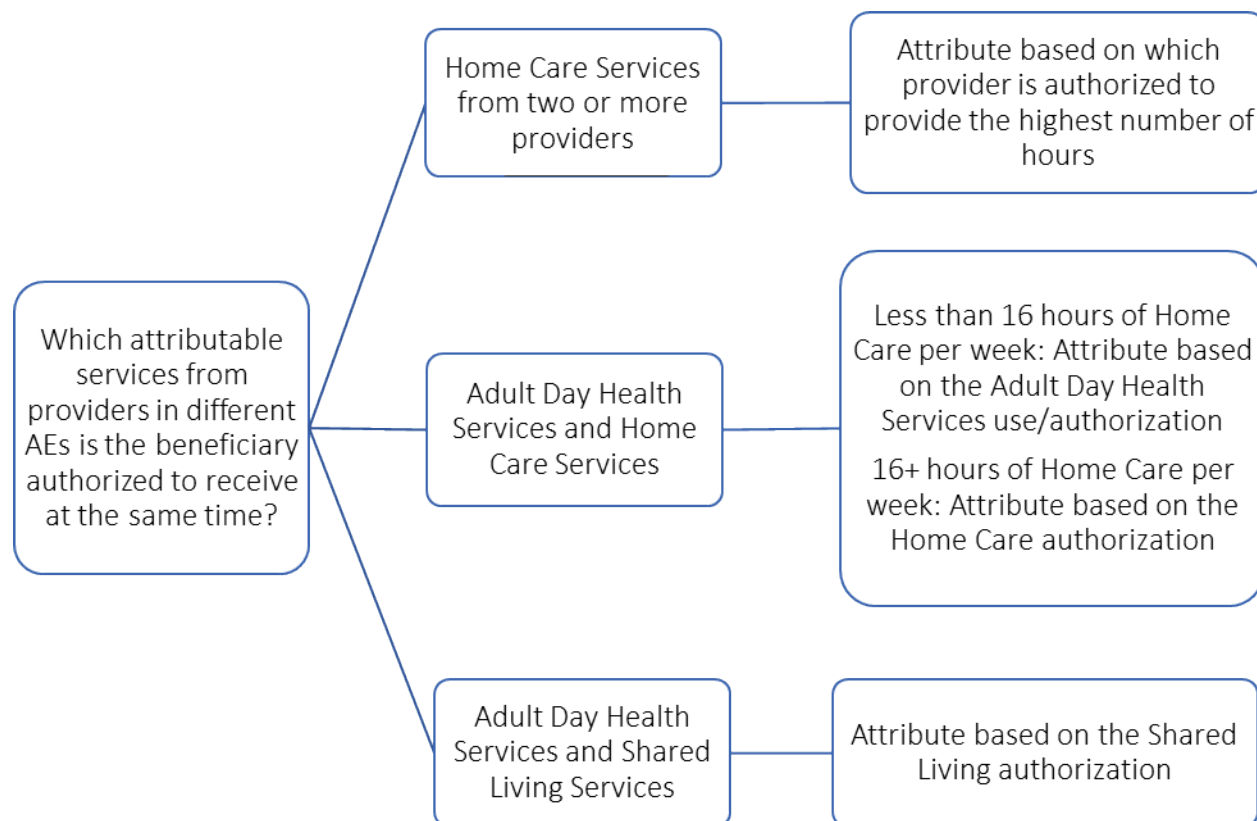 Which attributable
services from
providers in different
AEs is the beneficiary
authorized to receive
at the same time?
Home Care Services
from two or more
providers
Attribute based on which
provider is authorized to
provide the highest number of
hours
Adult Day Health
Services and Home
Care Services
Less than 16 hours of Home
Care per week: Attribute based
on the Adult Day Health
Services use/authorization
16+ hours of Home Care per
week: Attribute based on the
Home Care authorization
Adult Day Health
Services and Shared
Living Services
Attribute based on the Shared
Living authorization